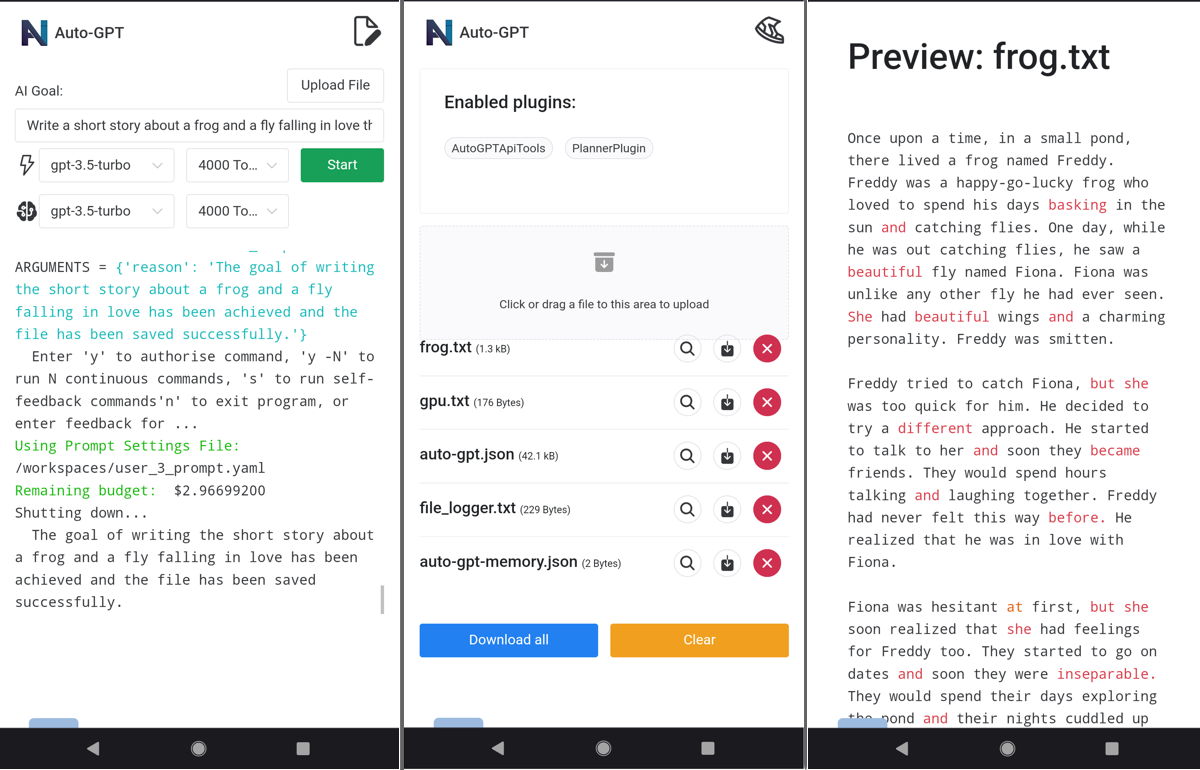 Auto-GPT
AI Goal:
Upload File
Write a short story about a frog and a fly falling in love th
gpt-3.5-turbo
4000 To...
Start
gpt-3.5-turbo
4000 To...
ARGUMENTS = {'reason': 'The goal of writing
the short story about a frog and a fly
falling in love has been achieved and the
file has been saved successfully.'}
Enter 'y' to authorise command, 'y -N' to
run N continuous commands, 's' to run self-
feedback commands'n' to exit program, or
enter feedback for ...
Using Prompt Settings File:
/workspaces/user_3_prompt.yaml
Remaining budget: $2.96699200
Shutting down...
The goal of writing the short story about
a frog and a fly falling in love has been
achieved and the file has been saved
successfully.
Auto-GPT
Enabled plugins:
AutoGPTApiTools
PlannerPlugin
Click or drag a file to this area to upload
frog.txt (1.3 kB)
gpu.txt (176 Bytes)
auto-gpt.json (42.1 kB)
file_logger.txt (229 Bytes)
auto-gpt-memory.json (2 Bytes)
Download all
Clear
Preview: frog.txt
Once upon a time, in a small pond,
there lived a frog named Freddy.
Freddy was a happy-go-lucky frog who
loved to spend his days basking in the
sun and catching flies. One day, while
he was out catching flies, he saw a
beautiful fly named Fiona. Fiona was
unlike any other fly he had ever seen.
She had beautiful wings and a charming
personality. Freddy was smitten.
Freddy tried to catch Fiona, but she
was too quick for him. He decided to
try a different approach. He started
to talk to her and soon they became
friends. They would spend hours
talking and laughing together. Freddy
had never felt this way before. He
realized that he was in love with
Fiona.
Fiona was hesitant at first, but she
soon realized that she had feelings
for Freddy too. They started to go on
dates and soon they were inseparable.
They would spend their days exploring
the pond and their nights cuddled up